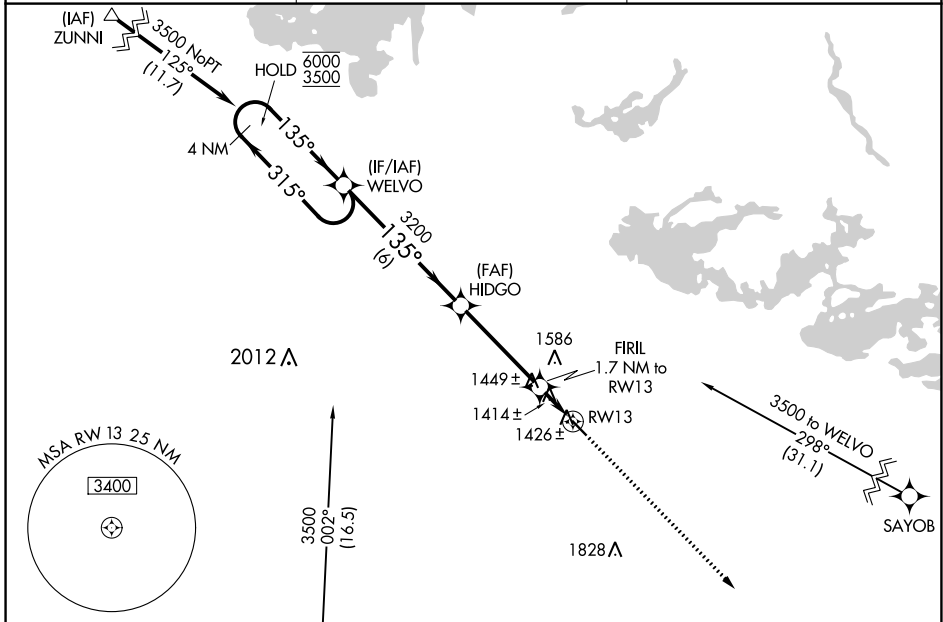 (IAF)
ZUNNI
3500 NoPT
125°
(11.7)
HOLD
6000
3500
4 NM
135°
315°
(IF/IAF)
WELVO
3200
135°
(6)
(FAF)
HIDGO
2012
1586
FIRIL
1.7 NM to
RW13
1449±
1414±
1426±
RW13
3500 to WELVO
298°
(31.1)
SAYOB
MSA RW 13 25 NM
3400
3500
002°
(16.5)
1828